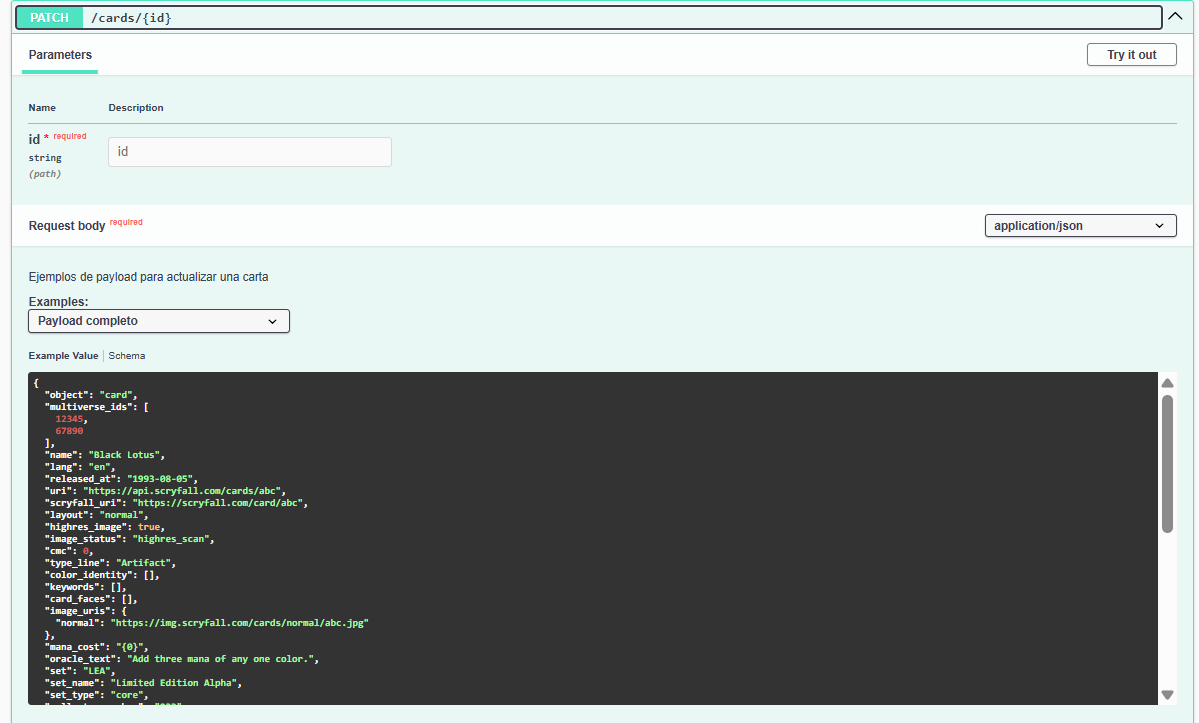 PATCH /cards/{id}
Parameters
Try it out
Name Description
id * required
string
(path)
id
Request body required
application/json
Ejemplos de payload para actualizar una carta
Examples:
Payload completo
Example Value | Schema
{
  "object": "card",
  "multiverse_ids": [
    12345,
    67890
  ],
  "name": "Black Lotus",
  "lang": "en",
  "released_at": "1993-08-05",
  "uri": "https://api.scryfall.com/cards/abc",
  "scryfall_uri": "https://scryfall.com/card/abc",
  "layout": "normal",
  "highres_image": true,
  "image_status": "highres_scan",
  "cmc": 0,
  "type_line": "Artifact",
  "color_identity": [],
  "keywords": [],
  "card_faces": [],
  "image_uris": {
    "normal": "https://img.scryfall.com/cards/normal/abc.jpg"
  },
  "mana_cost": "{0}",
  "oracle_text": "Add three mana of any one color.",
  "set": "LEA",
  "set_name": "Limited Edition Alpha",
  "set_type": "core",